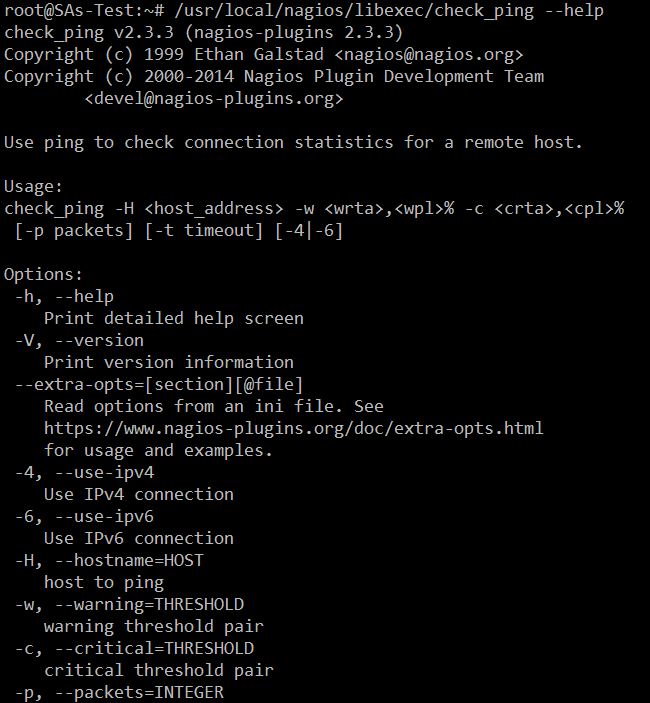 root@SAs-Test:~# /usr/local/nagios/libexec/check_ping --help
check_ping v2.3.3 (nagios-plugins 2.3.3)
Copyright (c) 1999 Ethan Galstad <nagios@nagios.org>
Copyright (c) 2000-2014 Nagios Plugin Development Team
        <devel@nagios-plugins.org>

Use ping to check connection statistics for a remote host.

Usage:
check_ping -H <host_address> -w <wrta>,<wpl>% -c <crta>,<cpl>%
 [-p packets] [-t timeout] [-4|-6]

Options:
 -h, --help
    Print detailed help screen
 -V, --version
    Print version information
 --extra-opts=[section][@file]
    Read options from an ini file. See
    https://www.nagios-plugins.org/doc/extra-opts.html
    for usage and examples.
 -4, --use-ipv4
    Use IPv4 connection
 -6, --use-ipv6
    Use IPv6 connection
 -H, --hostname=HOST
    host to ping
 -w, --warning=THRESHOLD
    warning threshold pair
 -c, --critical=THRESHOLD
    critical threshold pair
 -p, --packets=INTEGER